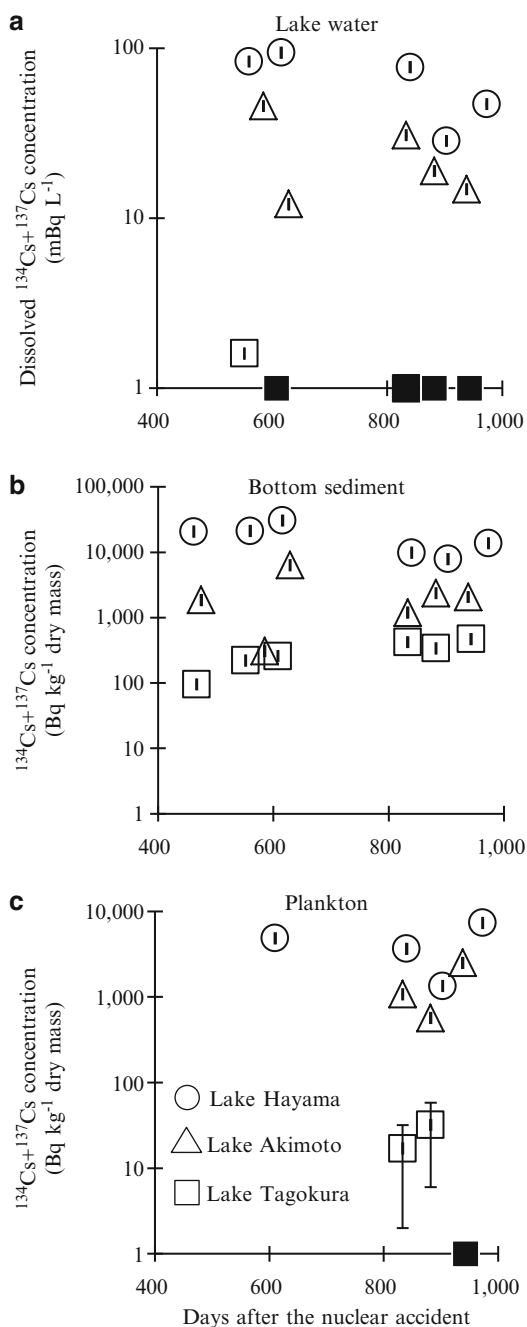 a
Lake water
100
10
1
400
600
800
1,000
Dissolved ¹³⁴Cs+¹³⁷Cs concentration
(mBq L⁻¹)
b
Bottom sediment
100,000
10,000
1,000
100
10
1
400
600
800
1,000
¹³⁴Cs+¹³⁷Cs concentration
(Bq kg⁻¹ dry mass)
c
Plankton
10,000
1,000
100
10
1
Lake Hayama
Lake Akimoto
Lake Tagokura
400
600
800
1,000
¹³⁴Cs+¹³⁷Cs concentration
(Bq kg⁻¹ dry mass)
Days after the nuclear accident